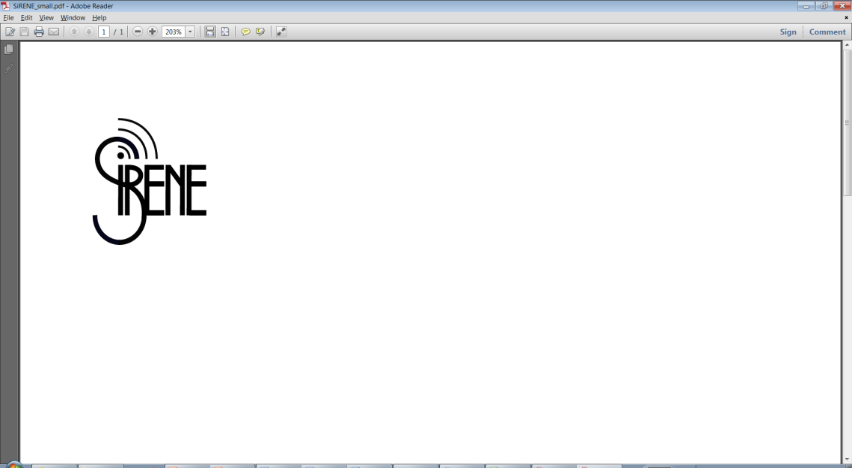 SiRENE_small.pdf - Adobe Reader
File Edit View Window Help
1 / 1 203% Sign Comment
SiRENE